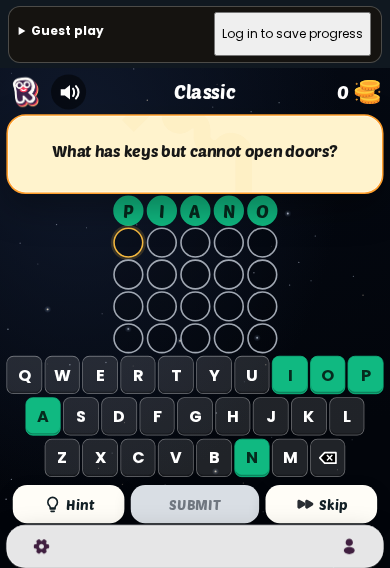 Guest play
Log in to save progress
R
Classic
0
What has keys but cannot open doors?
P I A N O
Q W E R T Y U I O P
A S D F G H J K L
Z X C V B N M
Hint
SUBMIT
Skip